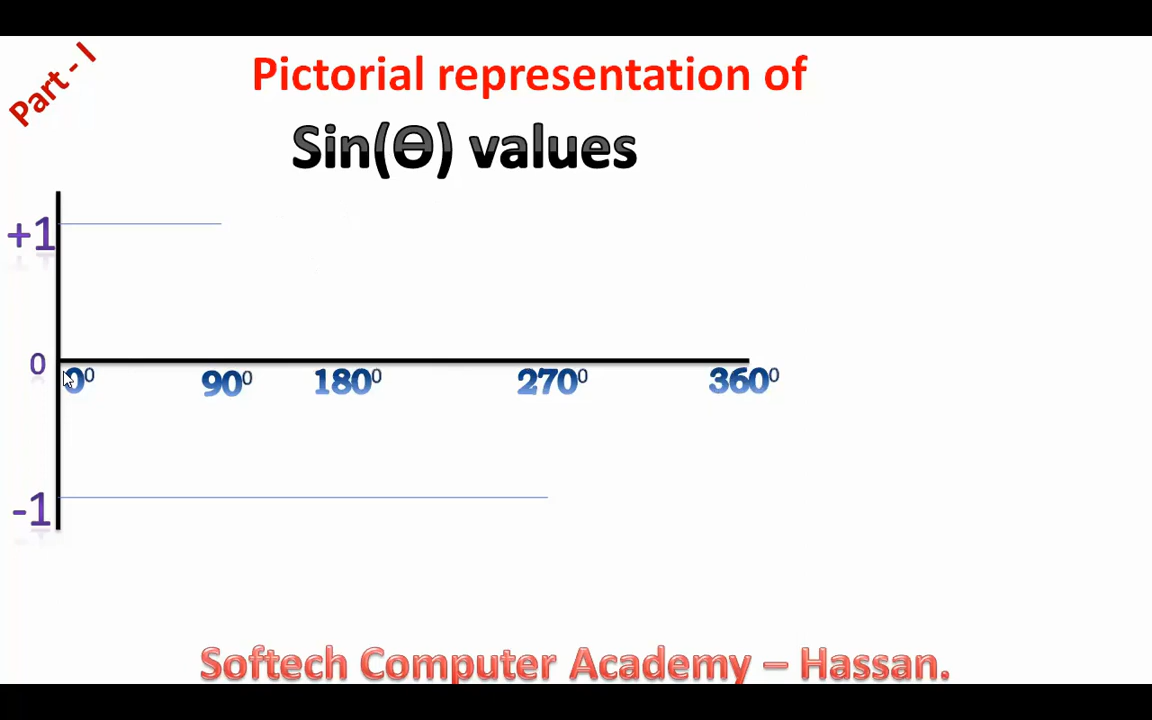 Part - I
Pictorial representation of
Sin(Ɵ) values
+1
0
0⁰ 90⁰ 180⁰ 270⁰ 360⁰
-1
Softech Computer Academy – Hassan.